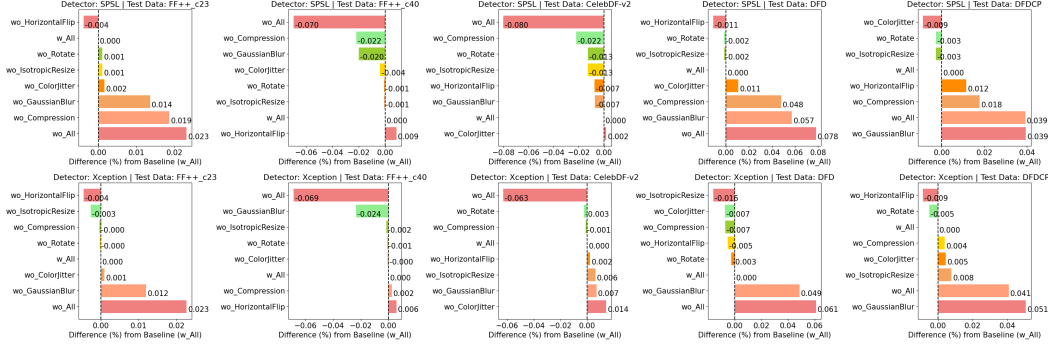 Detector: SPSL | Test Data: FF++_c23
wo_HorizontalFlip
w_All
wo_Rotate
wo_IsotropicResize
wo_ColorJitter
wo_GaussianBlur
wo_Compression
wo_All
-0.004
0.000
0.001
0.001
0.002
0.014
0.019
0.023
0.00 0.01 0.02
Difference (%) from Baseline (w_All)
Detector: SPSL | Test Data: FF++_c40
wo_All
wo_Compression
wo_GaussianBlur
wo_ColorJitter
wo_Rotate
wo_IsotropicResize
w_All
wo_HorizontalFlip
-0.070
-0.022
-0.020
-0.004
-0.001
-0.001
0.00
0.009
−0.06 −0.04 −0.02 0.00
Difference (%) from Baseline (w_All)
Detector: SPSL | Test Data: CelebDF-v2
wo_All
wo_Compression
wo_Rotate
wo_IsotropicResize
wo_HorizontalFlip
wo_GaussianBlur
w_All
wo_ColorJitter
-0.080
-0.022
-0.013
-0.013
-0.007
-0.007
0.00
0.002
−0.08 −0.06 −0.04 −0.02 0.00
Difference (%) from Baseline (w_All)
Detector: SPSL | Test Data: DFD
wo_HorizontalFlip
wo_Rotate
wo_IsotropicResize
w_All
wo_ColorJitter
wo_Compression
wo_GaussianBlur
wo_All
-0.011
-0.002
-0.002
0.000
0.011
0.048
0.057
0.078
0.00 0.02 0.04 0.06 0.08
Difference (%) from Baseline (w_All)
Detector: SPSL | Test Data: DFDCP
wo_ColorJitter
wo_Rotate
wo_IsotropicResize
w_All
wo_HorizontalFlip
wo_Compression
wo_All
wo_GaussianBlur
-0.009
-0.003
-0.003
0.000
0.012
0.018
0.039
0.039
0.00 0.02 0.04
Difference (%) from Baseline (w_All)
Detector: Xception | Test Data: FF++_c23
wo_HorizontalFlip
wo_IsotropicResize
wo_Compression
wo_Rotate
w_All
wo_ColorJitter
wo_GaussianBlur
wo_All
-0.004
-0.003
-0.000
-0.000
0.000
0.001
0.012
0.023
0.00 0.01 0.02
Difference (%) from Baseline (w_All)
Detector: Xception | Test Data: FF++_c40
wo_All
wo_GaussianBlur
wo_IsotropicResize
wo_Rotate
wo_ColorJitter
w_All
wo_Compression
wo_HorizontalFlip
-0.069
-0.024
-0.002
-0.001
-0.000
0.00
0.002
0.006
−0.06 −0.04 −0.02 0.00
Difference (%) from Baseline (w_All)
Detector: Xception | Test Data: CelebDF-v2
wo_All
wo_Rotate
wo_Compression
w_All
wo_HorizontalFlip
wo_IsotropicResize
wo_GaussianBlur
wo_ColorJitter
-0.063
-0.003
-0.001
0.00
0.002
0.006
0.007
0.014
−0.06 −0.04 −0.02 0.00
Difference (%) from Baseline (w_All)
Detector: Xception | Test Data: DFD
wo_IsotropicResize
wo_ColorJitter
wo_Compression
wo_HorizontalFlip
wo_Rotate
w_All
wo_GaussianBlur
wo_All
-0.016
-0.007
-0.007
-0.005
-0.003
0.000
0.049
0.061
0.00 0.02 0.04 0.06
Difference (%) from Baseline (w_All)
Detector: Xception | Test Data: DFDCP
wo_HorizontalFlip
wo_Rotate
w_All
wo_Compression
wo_ColorJitter
wo_IsotropicResize
wo_All
wo_GaussianBlur
-0.009
-0.005
0.000
0.004
0.005
0.008
0.041
0.051
0.00 0.02 0.04
Difference (%) from Baseline (w_All)